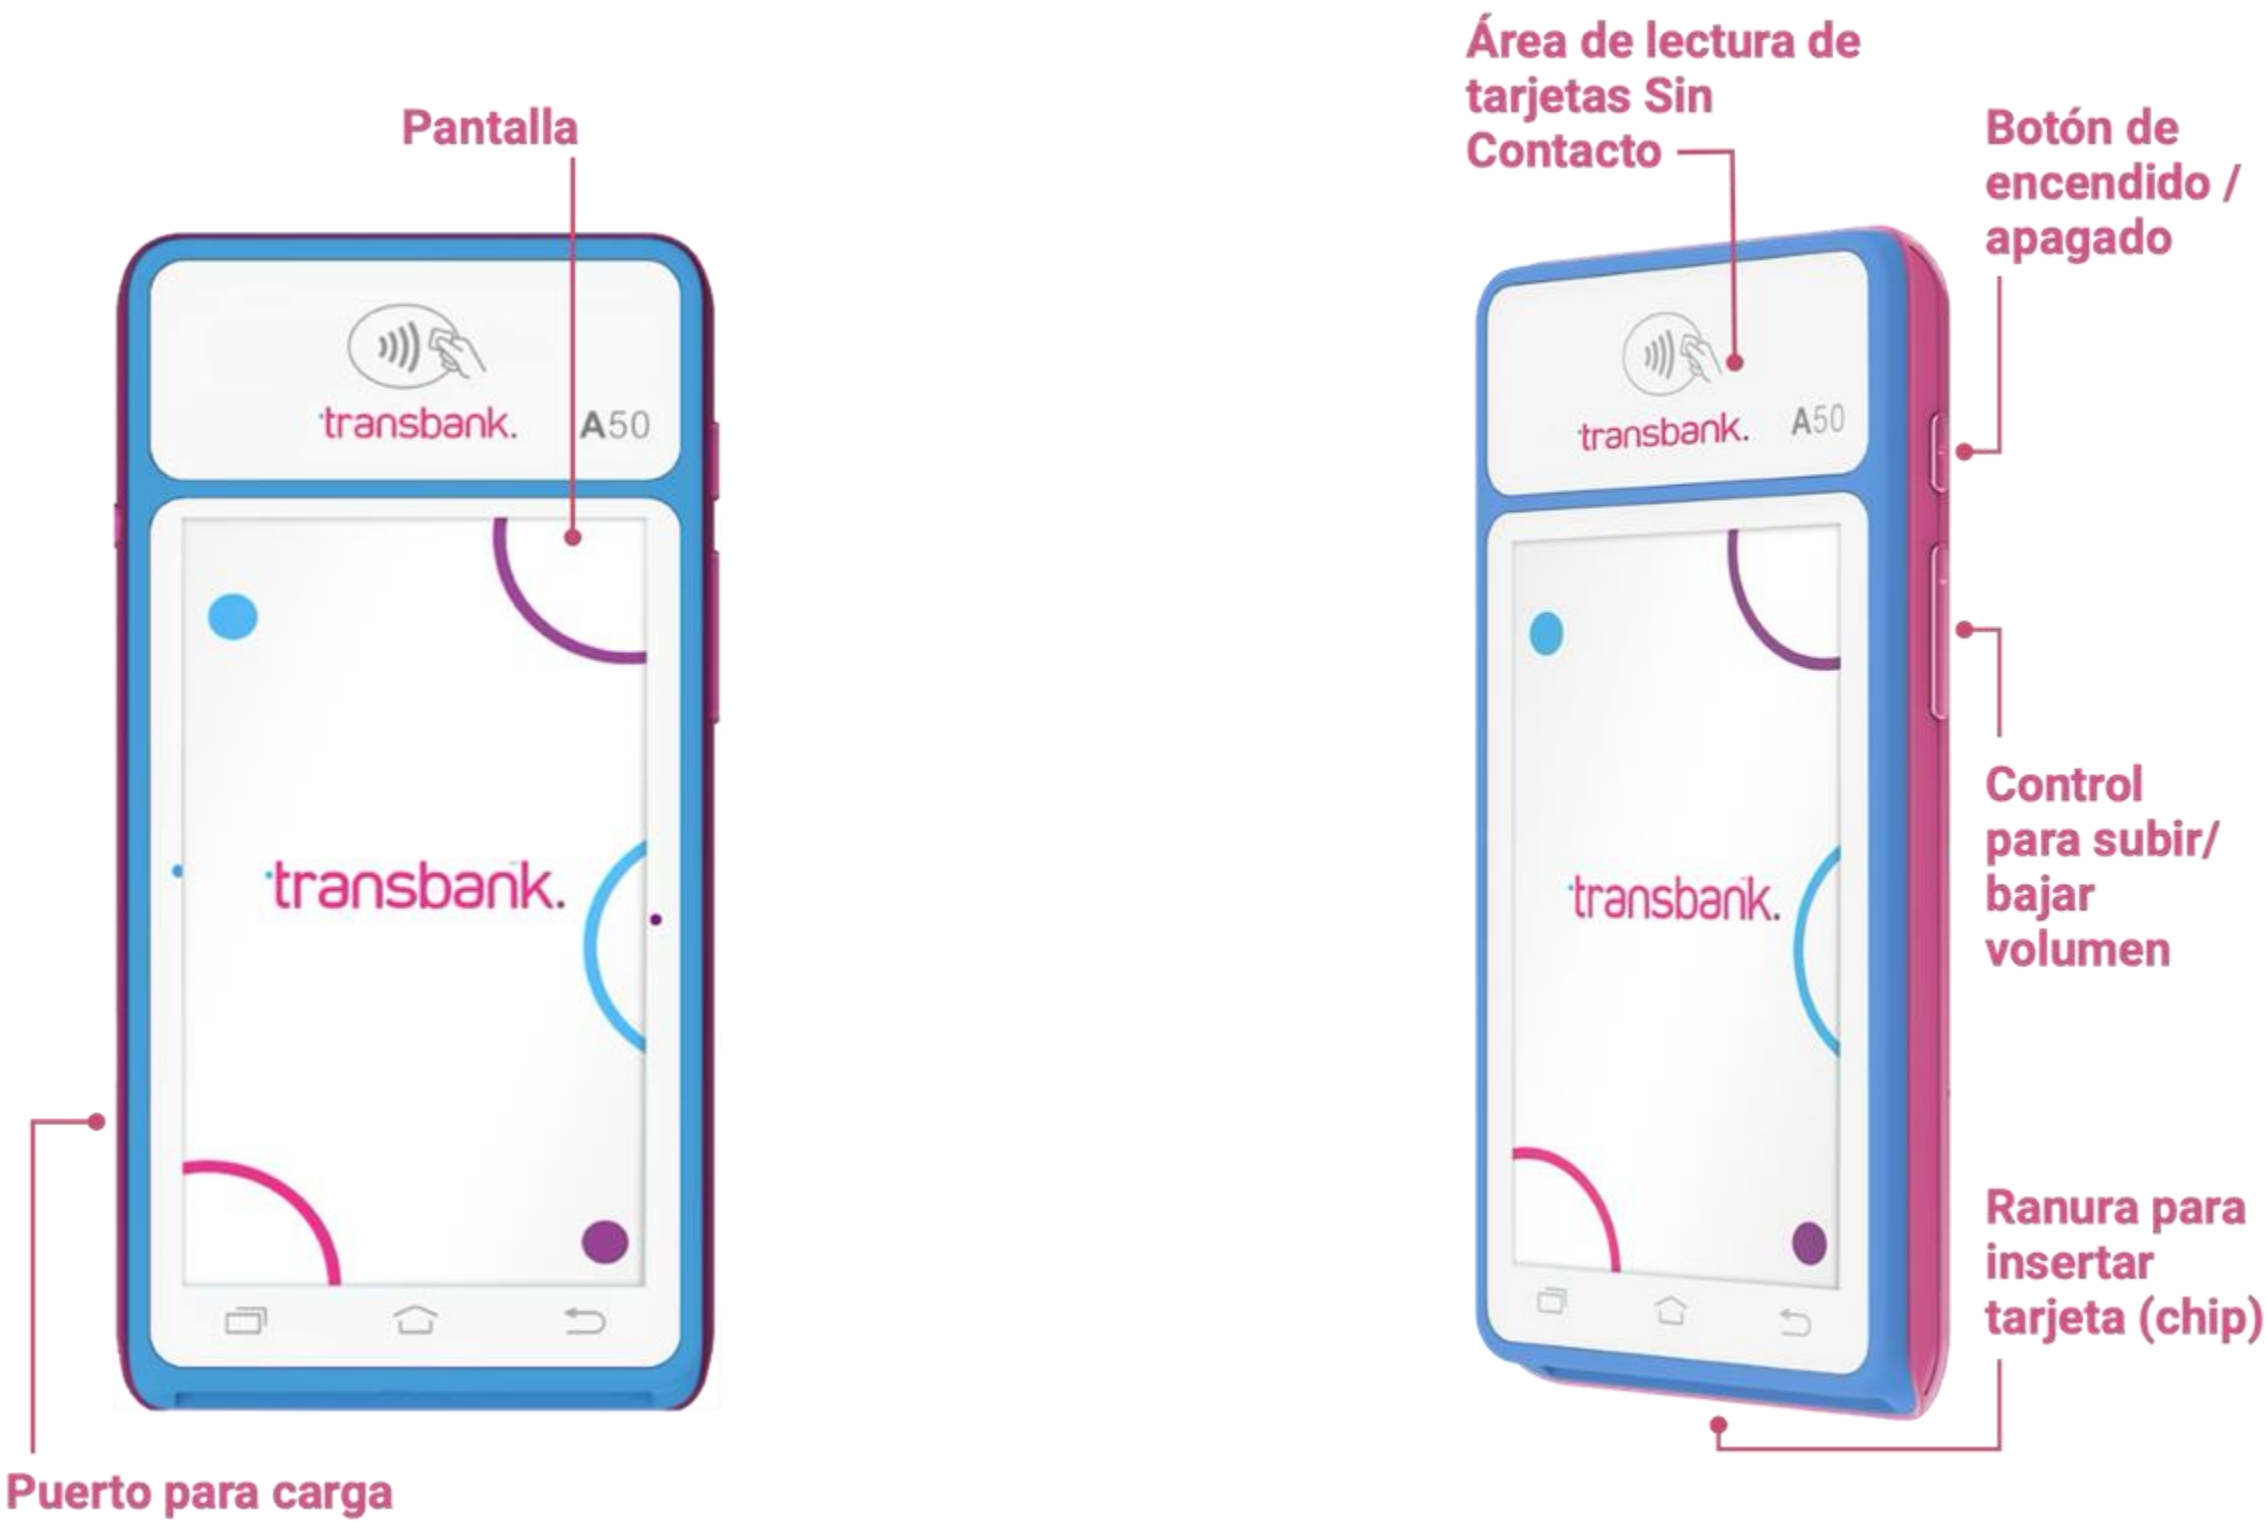 Pantalla
transbank.
A50
transbank.
Puerto para carga
Área de lectura de
tarjetas Sin
Contacto
Botón de
encendido /
apagado
transbank.
A50
transbank.
Control
para subir/
bajar
volumen
Ranura para
insertar
tarjeta (chip)